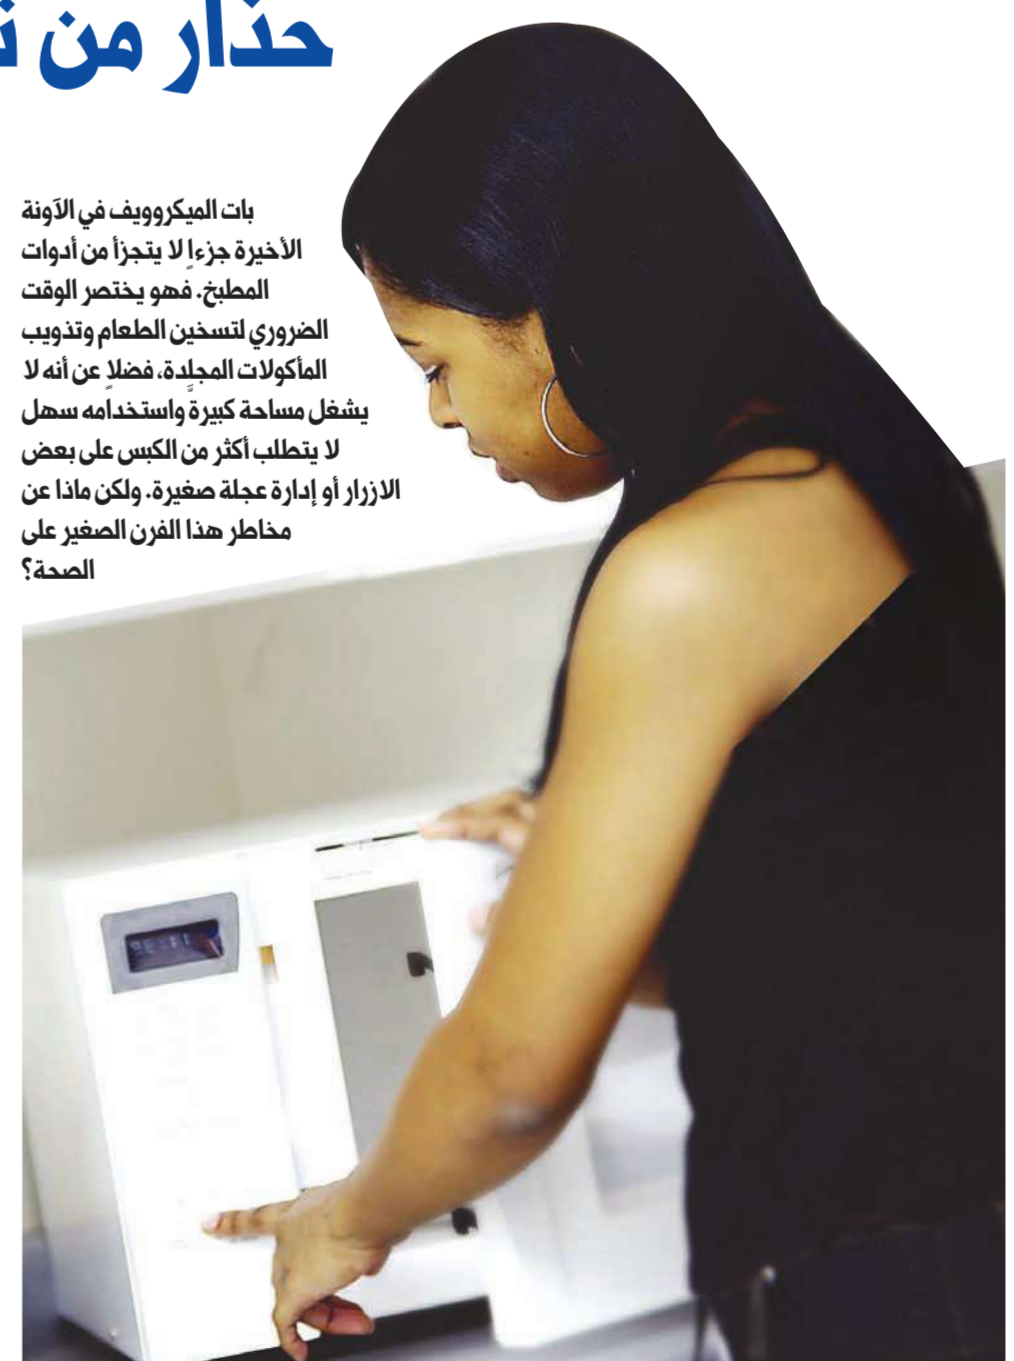 حذار من
بات الميكروويف في الآونة
الأخيرة جزءاً لا يتجزأ من أدوات
المطبخ. فهو يختصر الوقت
الضروري لتسخين الطعام وتذويب
المأكولات المجلّدة، فضلاً عن أنه لا
يشغل مساحة كبيرة واستخدامه سهل
لا يتطلب أكثر من الكبس على بعض
الازرار أو إدارة عجلة صغيرة. ولكن ماذا عن
مخاطر هذا الفرن الصغير على
الصحة؟